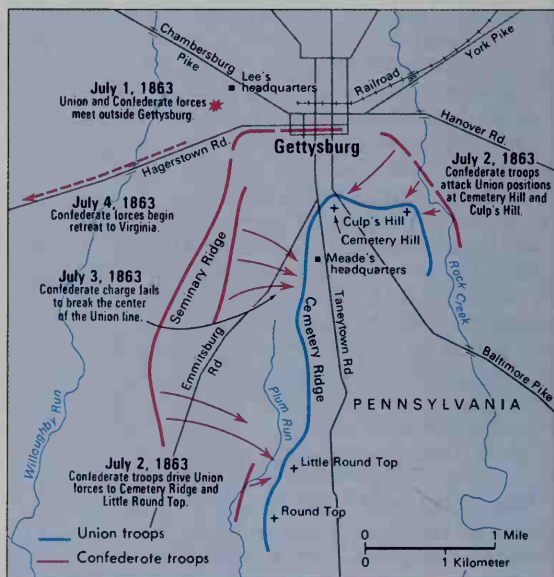 Chambersburg
Pike
York Pike
Railroad
Lee's
headquarters
July 1, 1863
Union and Confederate forces
meet outside Gettysburg.
Hanover Rd.
Hagerstown Rd.
Gettysburg
July 2, 1863
Confederate troops
attack Union positions
at Cemetery Hill and
Culp's Hill.
July 4, 1863
Confederate forces begin
retreat to Virginia.
Culp's Hill
Cemetery Hill
Meade's
headquarters
July 3, 1863
Confederate charge fails
to break the center
of the Union line.
Seminary Ridge
Cemetery Ridge
Taneytown Rd
Rock Creek
Emmitsburg
Rd
Baltimore Pike
Willoughby Run
Plum Run
PENNSYLVANIA
July 2, 1863
Confederate troops drive Union
forces to Cemetery Ridge and
Little Round Top.
Little Round Top
Round Top
Union troops
Confederate troops
0 1 Mile
0 1 Kilometer